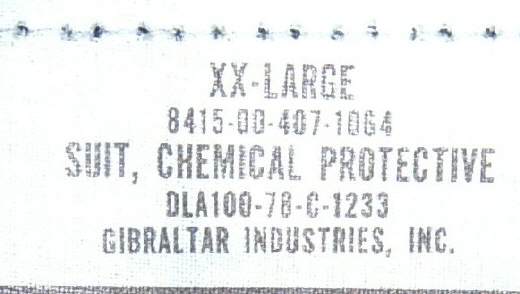 XX-LARGE
8415-00-407-1064
SUIT, CHEMICAL PROTECTIVE
DLA100-78-C-1233
GIBRALTAR INDUSTRIES, INC.